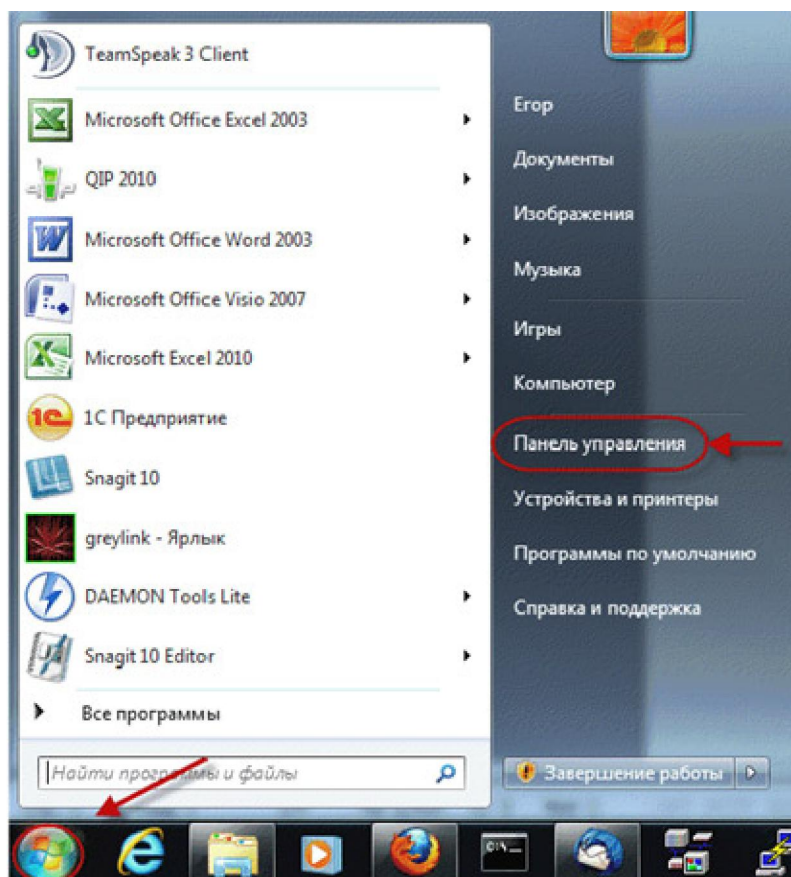 TeamSpeak 3 Client
Microsoft Office Excel 2003
QIP 2010
Microsoft Office Word 2003
Microsoft Office Visio 2007
Microsoft Excel 2010
1С Предприятие
Snagit 10
greylink - Ярлык
DAEMON Tools Lite
Snagit 10 Editor
Все программы
Найти программы и файлы
Егор
Документы
Изображения
Музыка
Игры
Компьютер
Панель управления
Устройства и принтеры
Программы по умолчанию
Справка и поддержка
Завершение работы